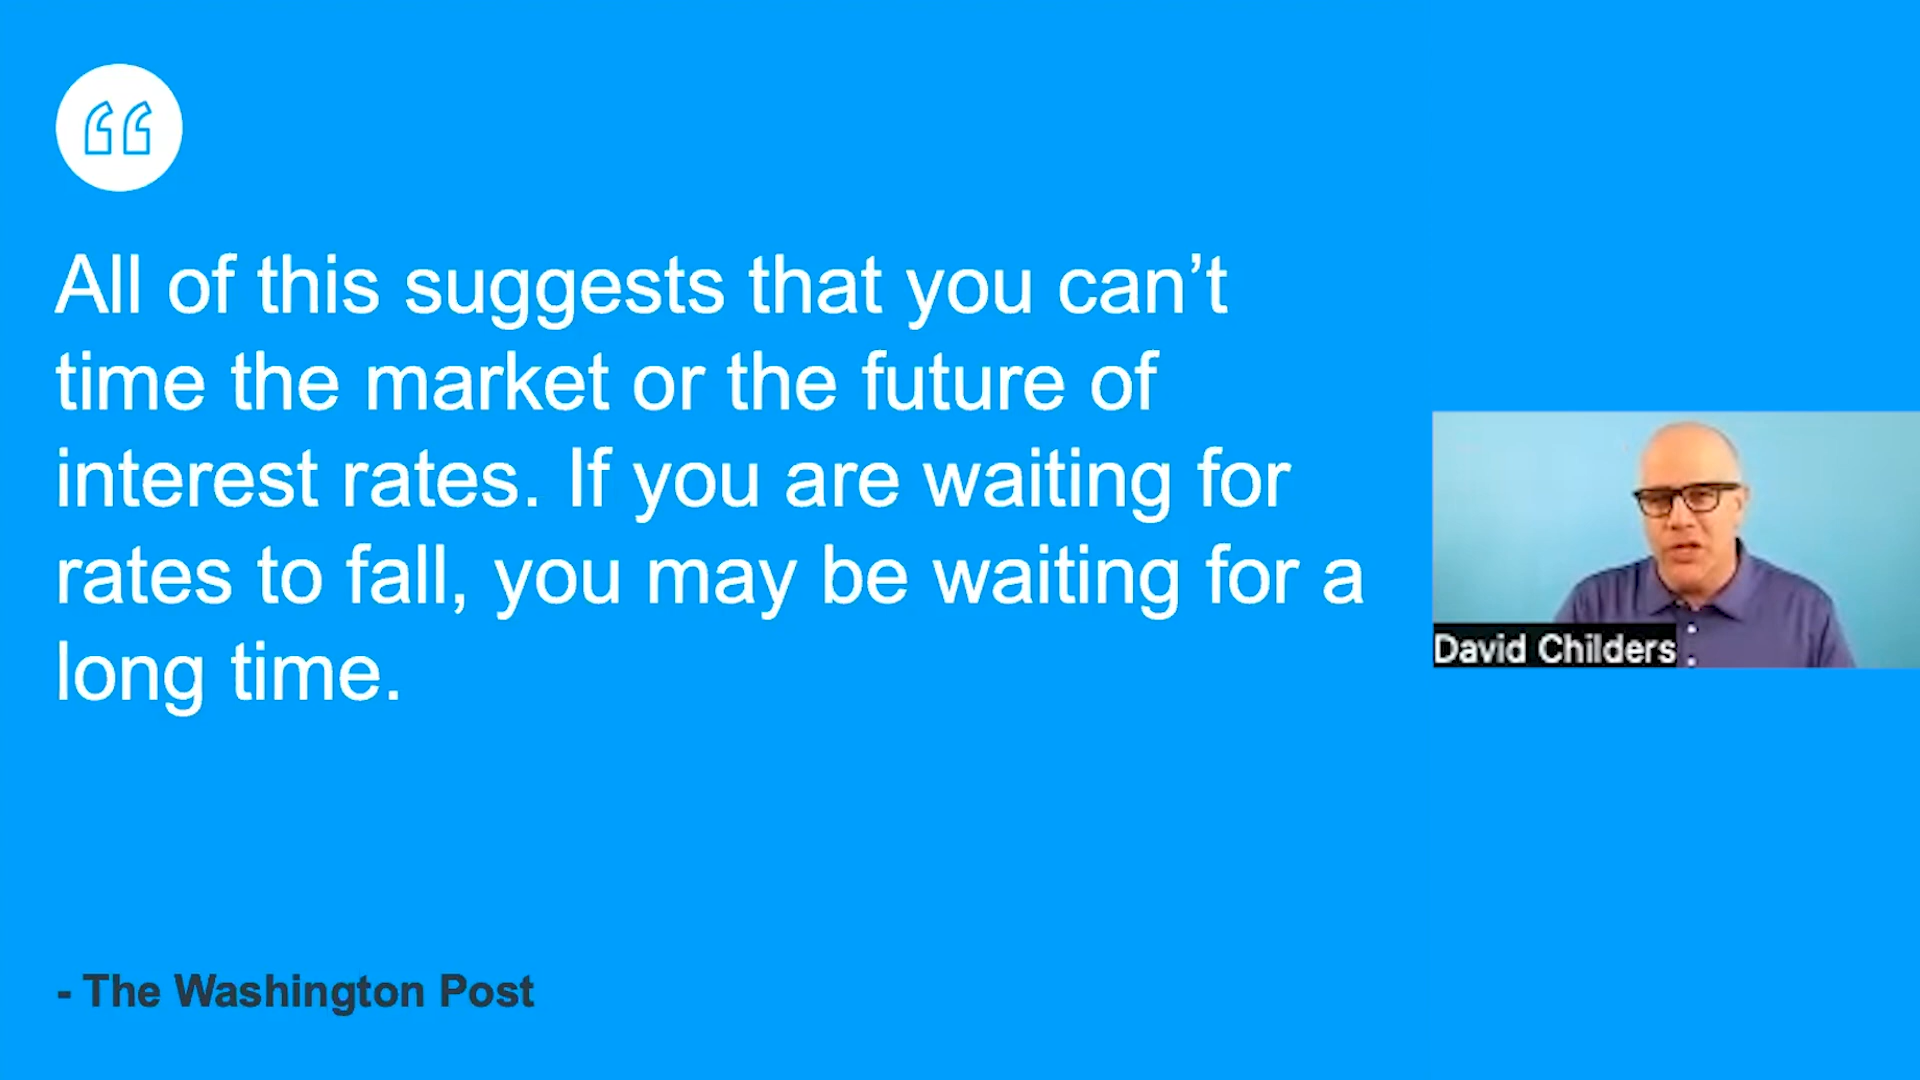 All of this suggests that you can’t
time the market or the future of
interest rates. If you are waiting for
rates to fall, you may be waiting for a
long time.
David Childers
- The Washington Post